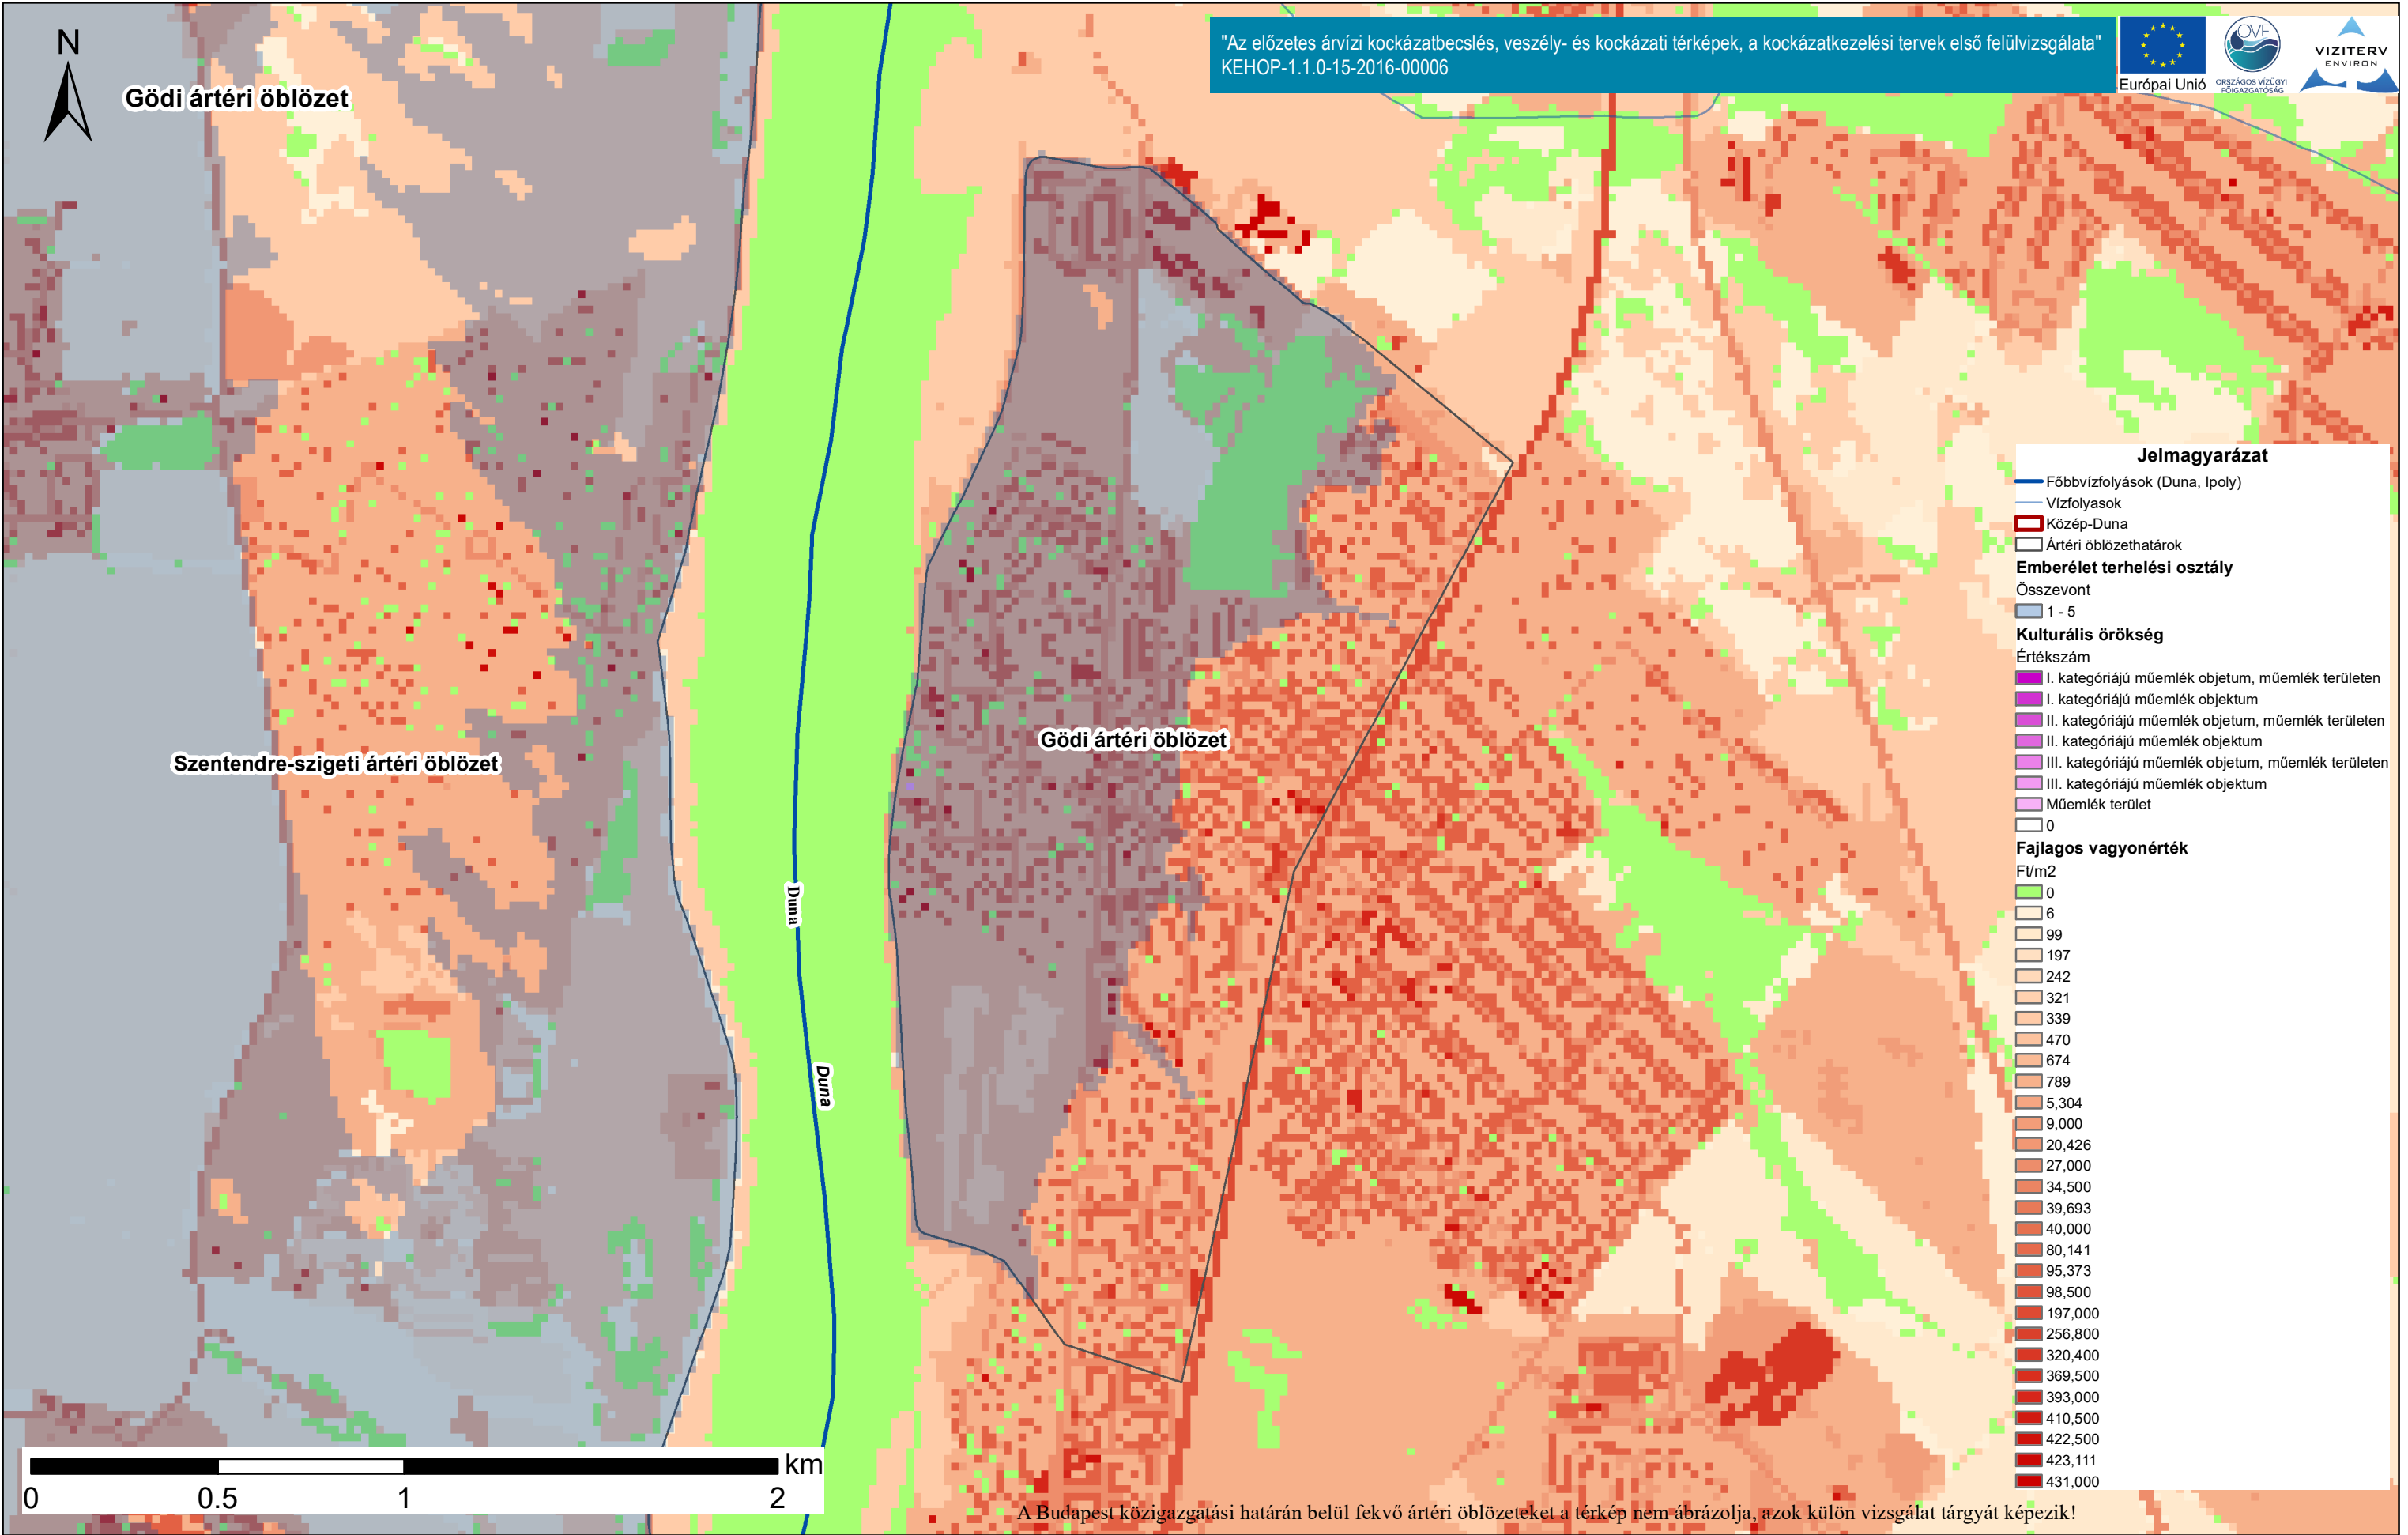 N
Gödi ártéri öblözet
"Az előzetes árvízi kockázatbecslés, veszély- és kockázati térképek, a kockázatkezelési tervek első felülvizsgálata"
KEHOP-1.1.0-15-2016-00006
Európai Unió
OVF
ORSZÁGOS VÍZÜGYI
FŐIGAZGATÓSÁG
VIZITERV
ENVIRON
Szentendre-szigeti ártéri öblözet
Gödi ártéri öblözet
Duna
Duna
Jelmagyarázat
Főbbvízfolyások (Duna, Ipoly)
Vízfolyasok
Közép-Duna
Ártéri öblözethatárok
Emberélet terhelési osztály
Összevont
1 - 5
Kulturális örökség
Értékszám
I. kategóriájú műemlék objetum, műemlék területen
I. kategóriájú műemlék objektum
II. kategóriájú műemlék objetum, műemlék területen
II. kategóriájú műemlék objektum
III. kategóriájú műemlék objetum, műemlék területen
III. kategóriájú műemlék objektum
Műemlék terület
0
Fajlagos vagyonérték
Ft/m2
0
6
99
197
242
321
339
470
674
789
5,304
9,000
20,426
27,000
34,500
39,693
40,000
80,141
95,373
98,500
197,000
256,800
320,400
369,500
393,000
410,500
422,500
423,111
431,000
km
0 0.5 1 2
A Budapest közigazgatási határán belül fekvő ártéri öblözeteket a térkép nem ábrázolja, azok külön vizsgálat tárgyát képezik!